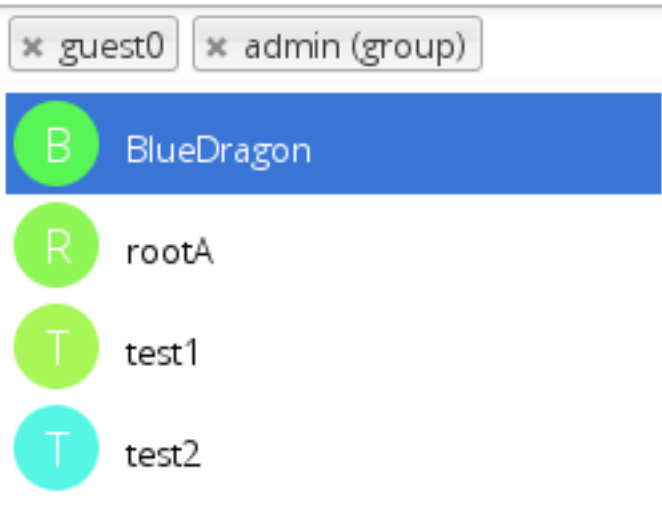 × guest0 × admin (group)
B BlueDragon
R rootA
T test1
T test2